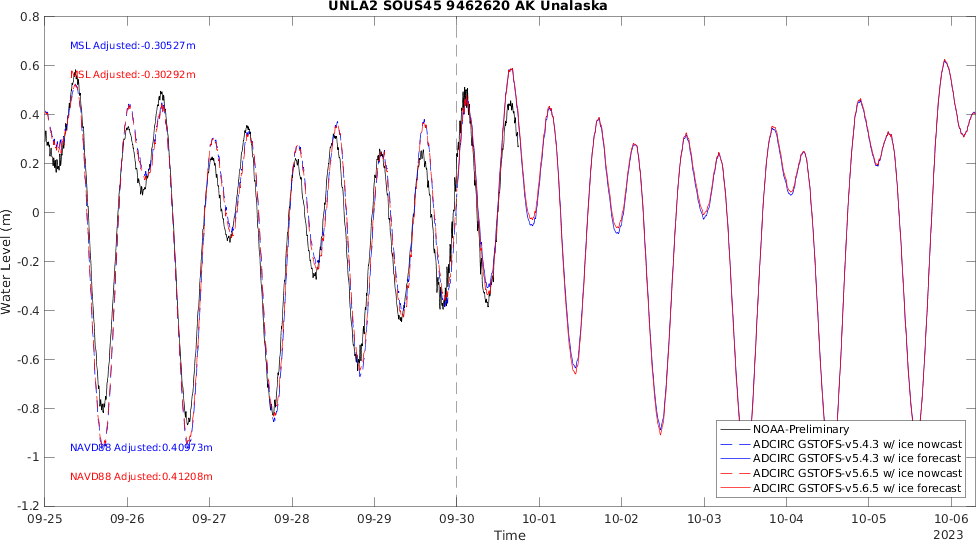 UNLA2 SOUS45 9462620 AK Unalaska
MSL Adjusted:-0.30527m
MSL Adjusted:-0.30292m
NAVD88 Adjusted:0.40973m
NAVD88 Adjusted:0.41208m
Water Level (m)
0.8
0.6
0.4
0.2
0
-0.2
-0.4
-0.6
-0.8
-1
-1.2
NOAA-Preliminary
ADCIRC GSTOFS-v5.4.3 w/ ice nowcast
ADCIRC GSTOFS-v5.4.3 w/ ice forecast
ADCIRC GSTOFS-v5.6.5 w/ ice nowcast
ADCIRC GSTOFS-v5.6.5 w/ ice forecast
09-25 09-26 09-27 09-28 09-29 09-30 10-01 10-02 10-03 10-04 10-05 10-06
Time
2023